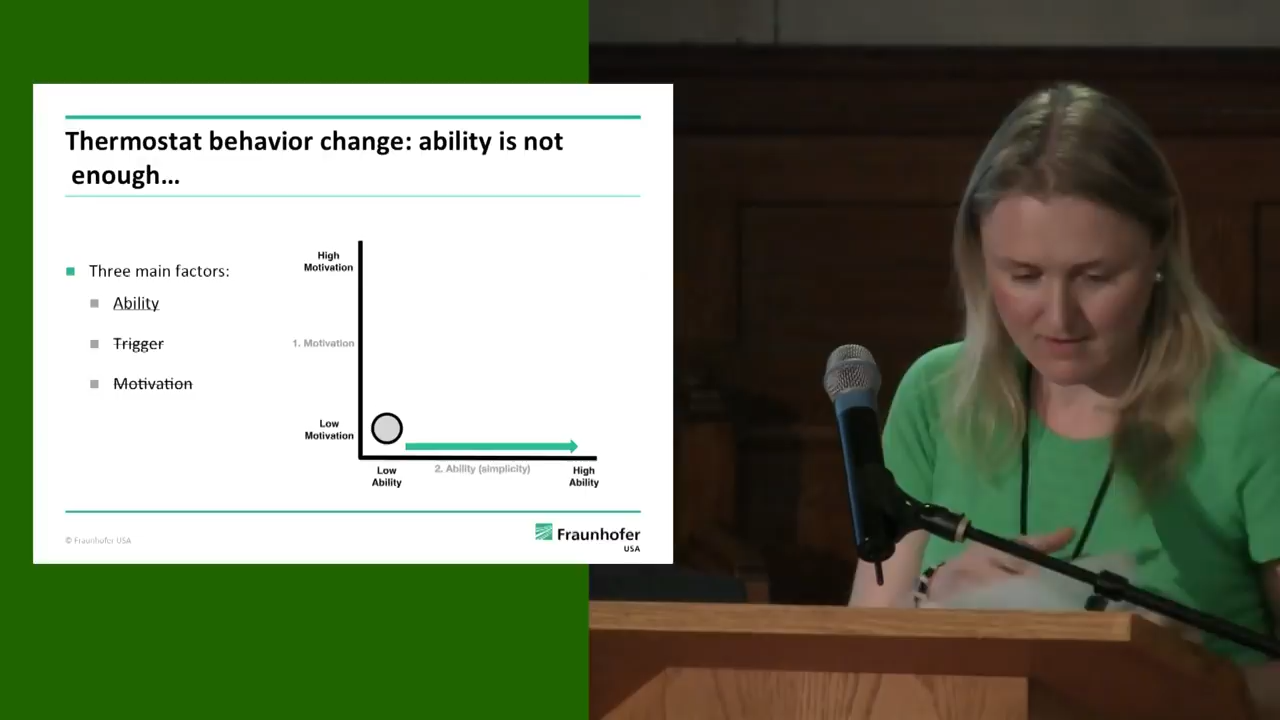 Thermostat behavior change: ability is not
enough…
Three main factors:
Ability
Trigger
Motivation
High
Motivation
1. Motivation
Low
Motivation
Low
Ability
2. Ability (simplicity)
High
Ability
© Fraunhofer USA
Fraunhofer
USA